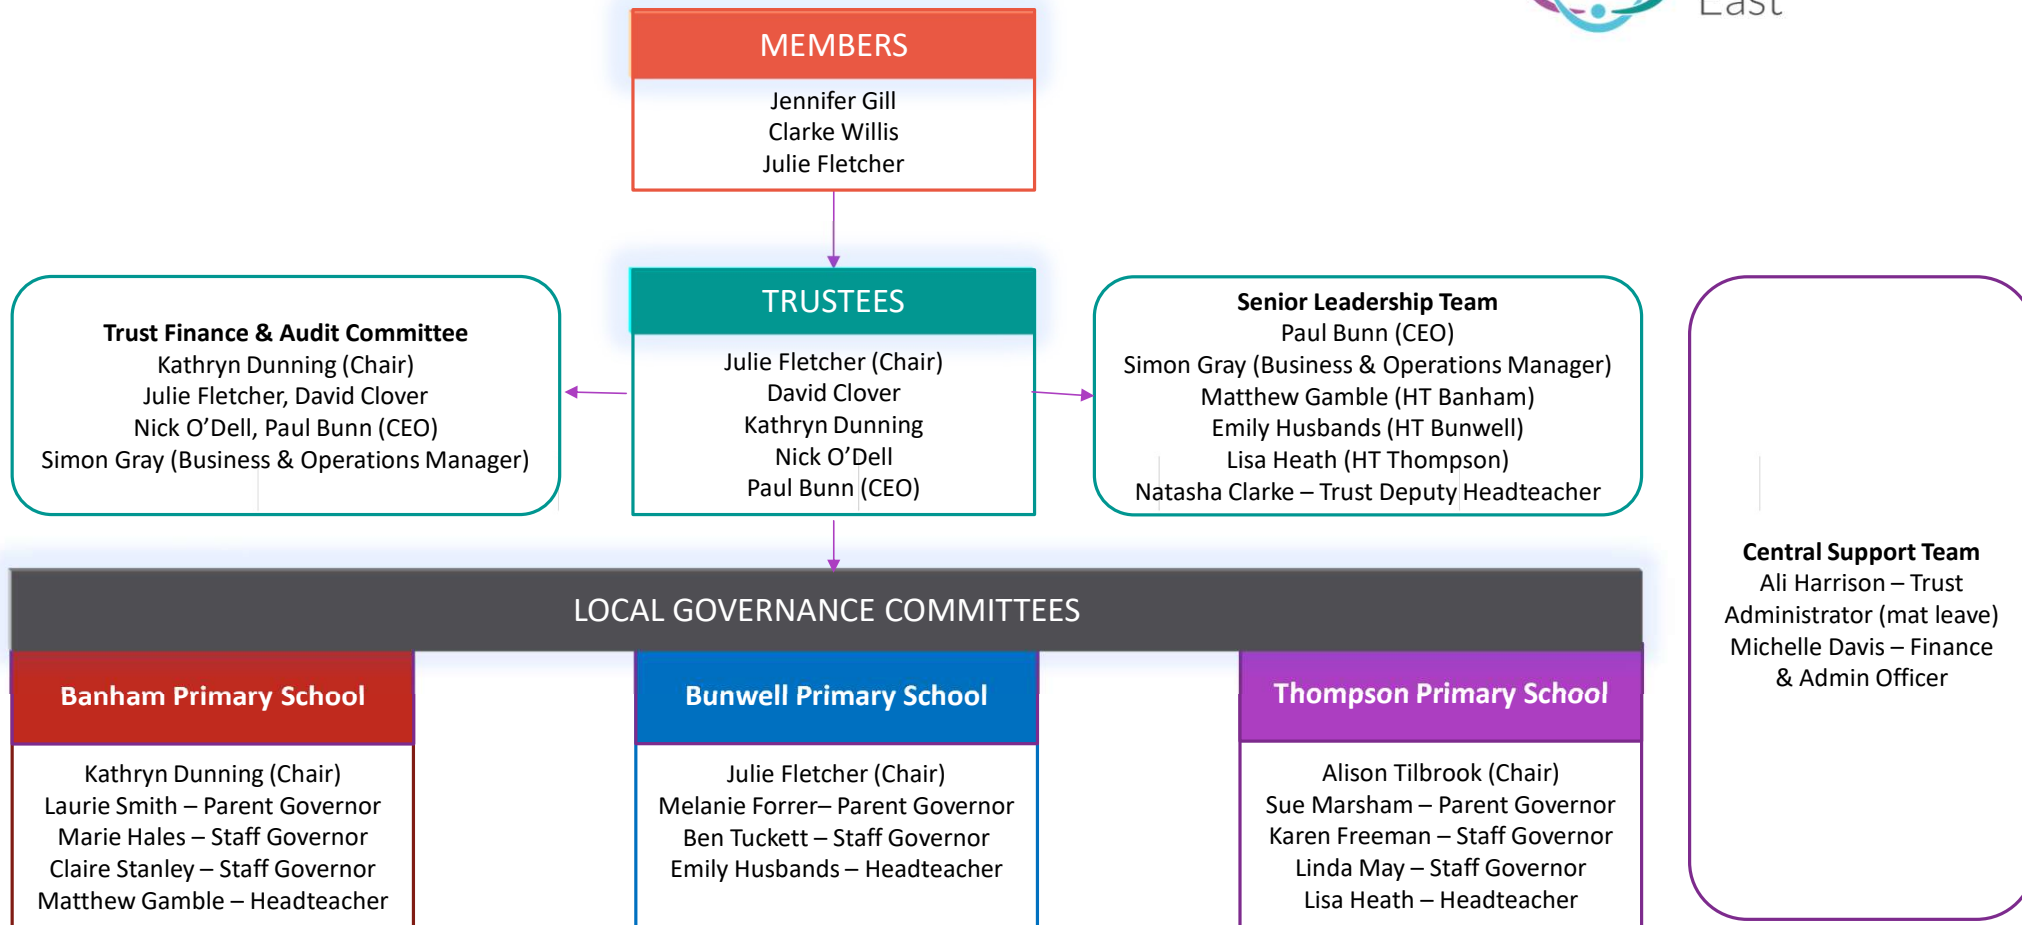 East
MEMBERS
Jennifer Gill
Clarke Willis
Julie Fletcher
Trust Finance & Audit Committee
Kathryn Dunning (Chair)
Julie Fletcher, David Clover
Nick O’Dell, Paul Bunn (CEO)
Simon Gray (Business & Operations Manager)
TRUSTEES
Julie Fletcher (Chair)
David Clover
Kathryn Dunning
Nick O’Dell
Paul Bunn (CEO)
Senior Leadership Team
Paul Bunn (CEO)
Simon Gray (Business & Operations Manager)
Matthew Gamble (HT Banham)
Emily Husbands (HT Bunwell)
Lisa Heath (HT Thompson)
Natasha Clarke – Trust Deputy Headteacher
Central Support Team
Ali Harrison – Trust
Administrator (mat leave)
Michelle Davis – Finance
& Admin Officer
LOCAL GOVERNANCE COMMITTEES
Banham Primary School
Kathryn Dunning (Chair)
Laurie Smith – Parent Governor
Marie Hales – Staff Governor
Claire Stanley – Staff Governor
Matthew Gamble – Headteacher
Bunwell Primary School
Julie Fletcher (Chair)
Melanie Forrer– Parent Governor
Ben Tuckett – Staff Governor
Emily Husbands – Headteacher
Thompson Primary School
Alison Tilbrook (Chair)
Sue Marsham – Parent Governor
Karen Freeman – Staff Governor
Linda May – Staff Governor
Lisa Heath – Headteacher